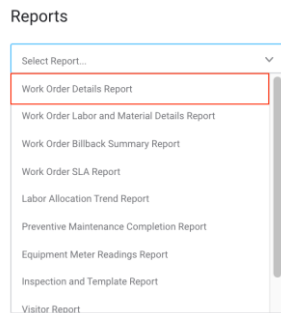 Reports
Select Report...
Work Order Details Report
Work Order Labor and Material Details Report
Work Order Billback Summary Report
Work Order SLA Report
Labor Allocation Trend Report
Preventive Maintenance Completion Report
Equipment Meter Readings Report
Inspection and Template Report
Visitor Report